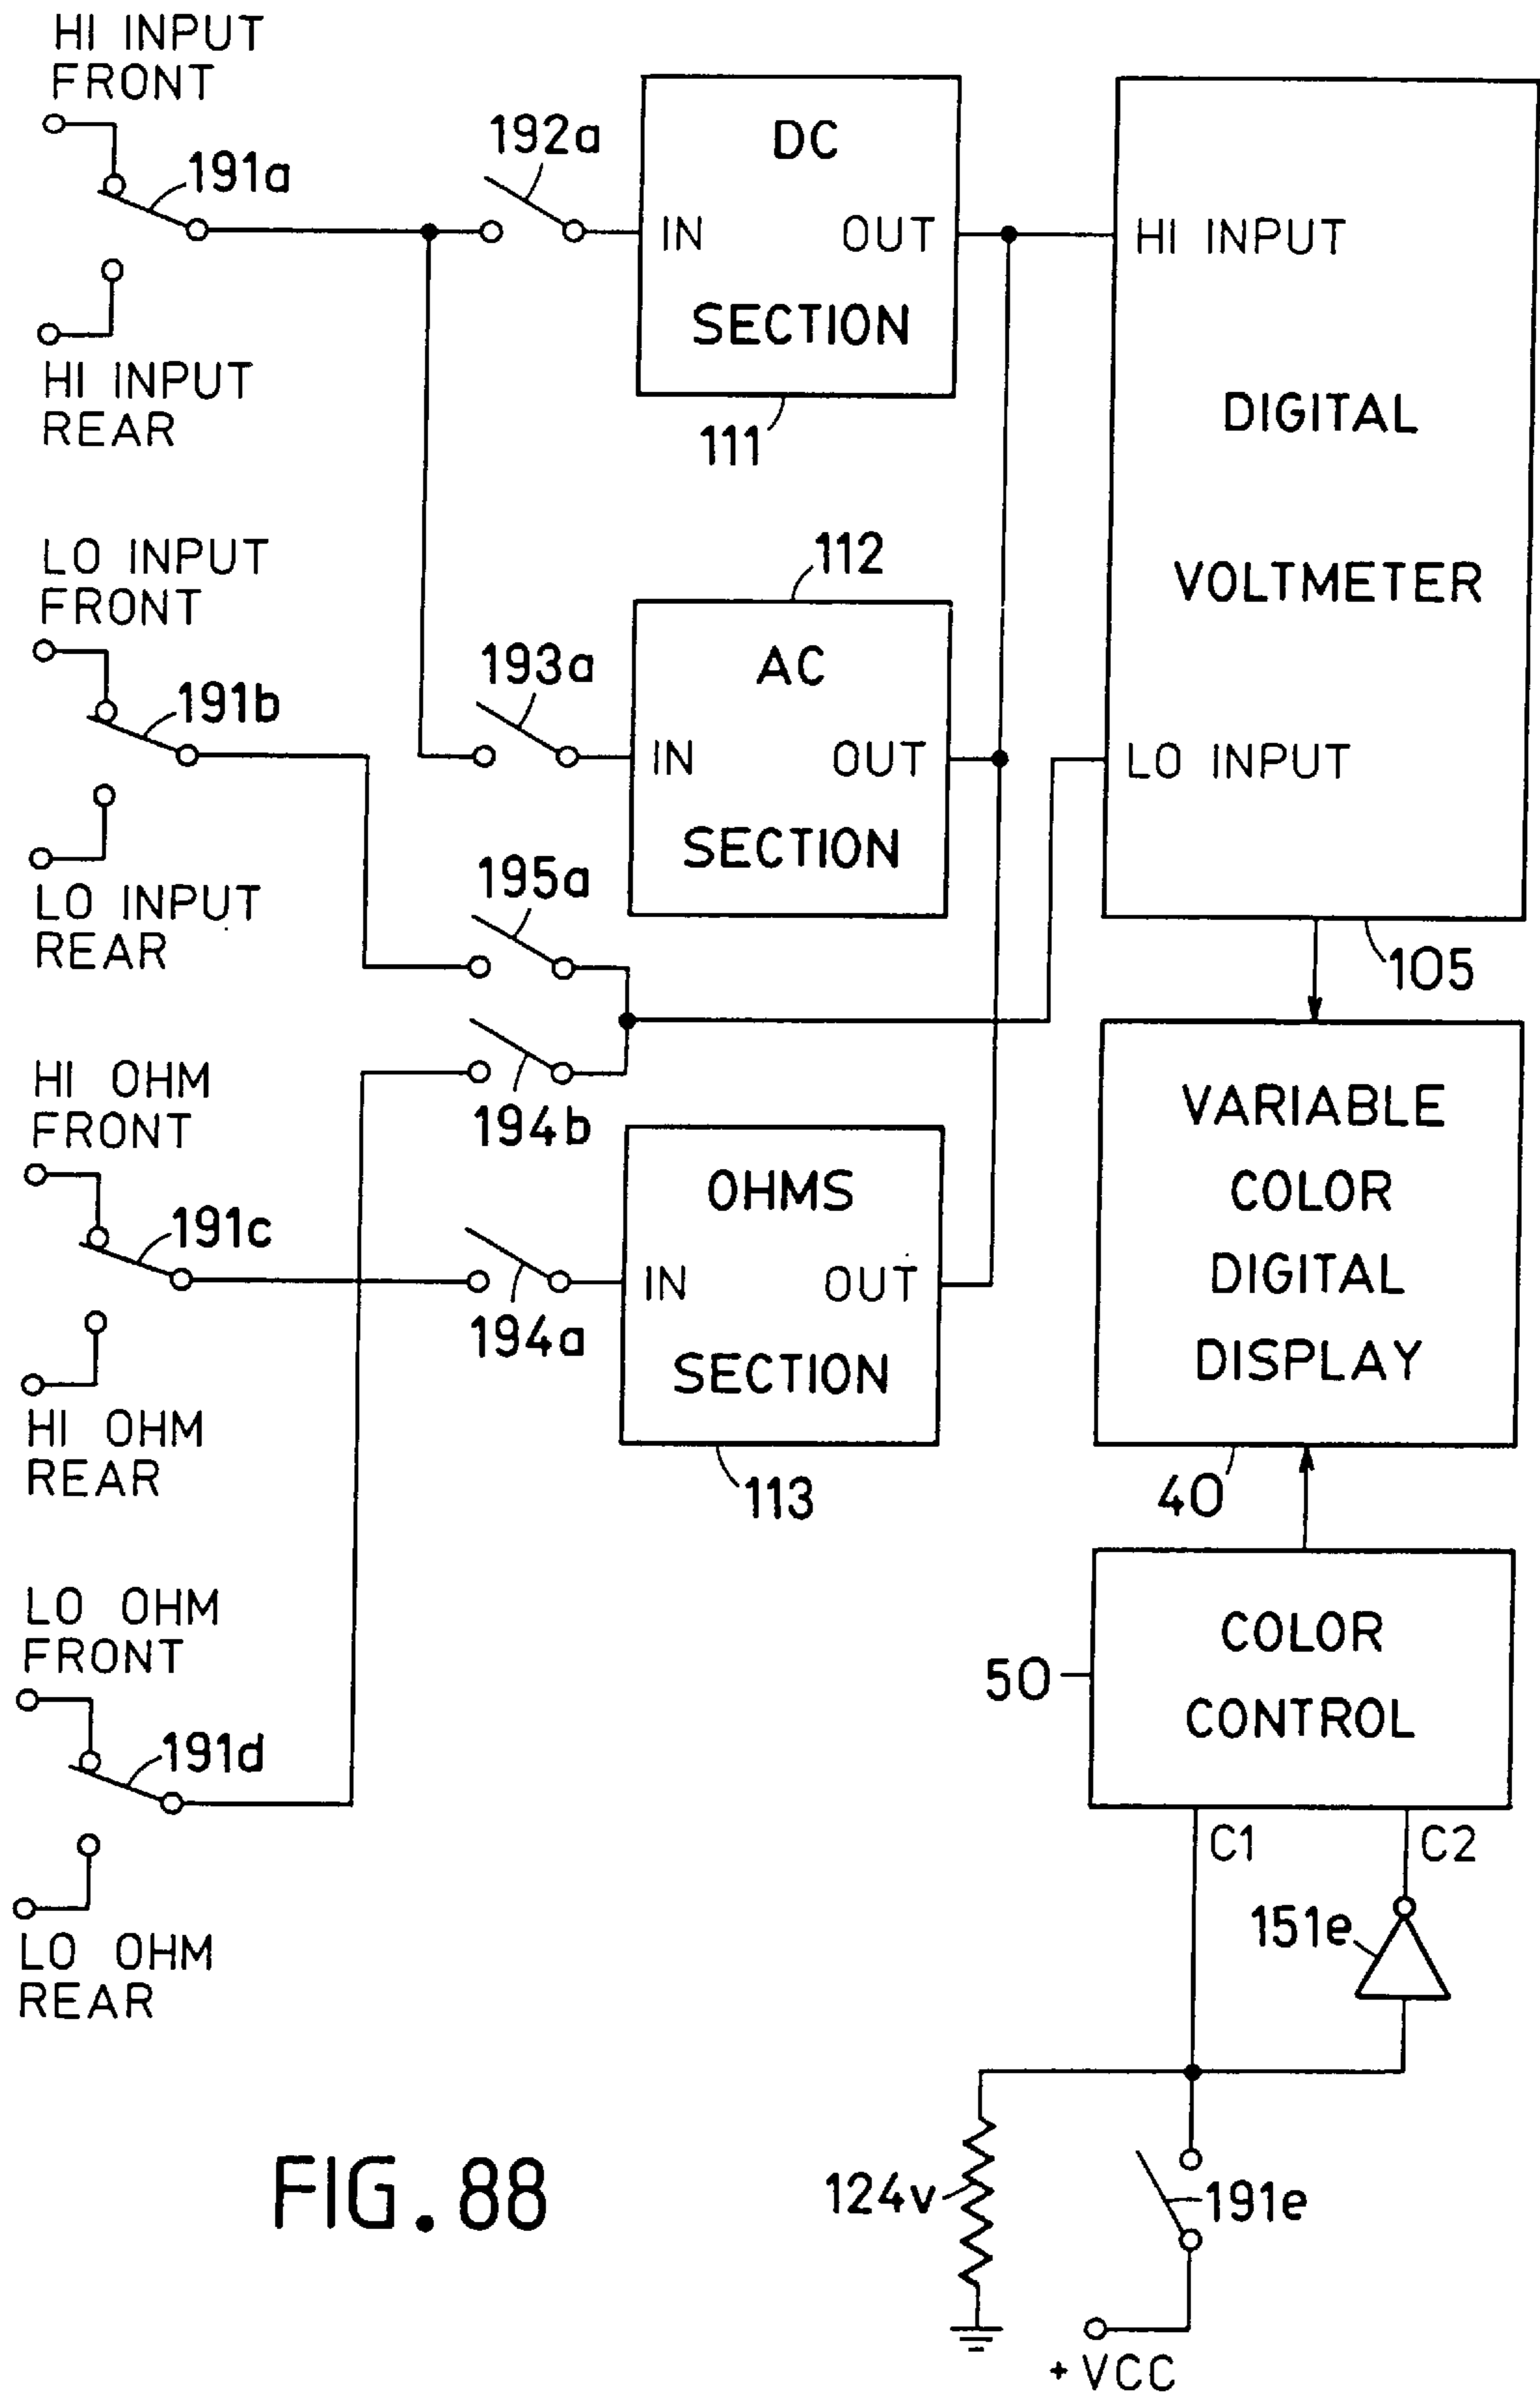 HI INPUT
FRONT
191a
HI INPUT
REAR
192a
DC
IN OUT
SECTION
111
HI INPUT
DIGITAL
VOLTMETER
LO INPUT
105
LO INPUT
FRONT
191b
LO INPUT
REAR
193a
112
AC
IN OUT
SECTION
195a
194b
HI OHM
FRONT
191c
HI OHM
REAR
194a
OHMS
IN OUT
SECTION
113
VARIABLE
COLOR
DIGITAL
DISPLAY
40
LO OHM
FRONT
191d
LO OHM
REAR
50
COLOR
CONTROL
C1 C2
151e
124v
191e
+ VCC
FIG. 88